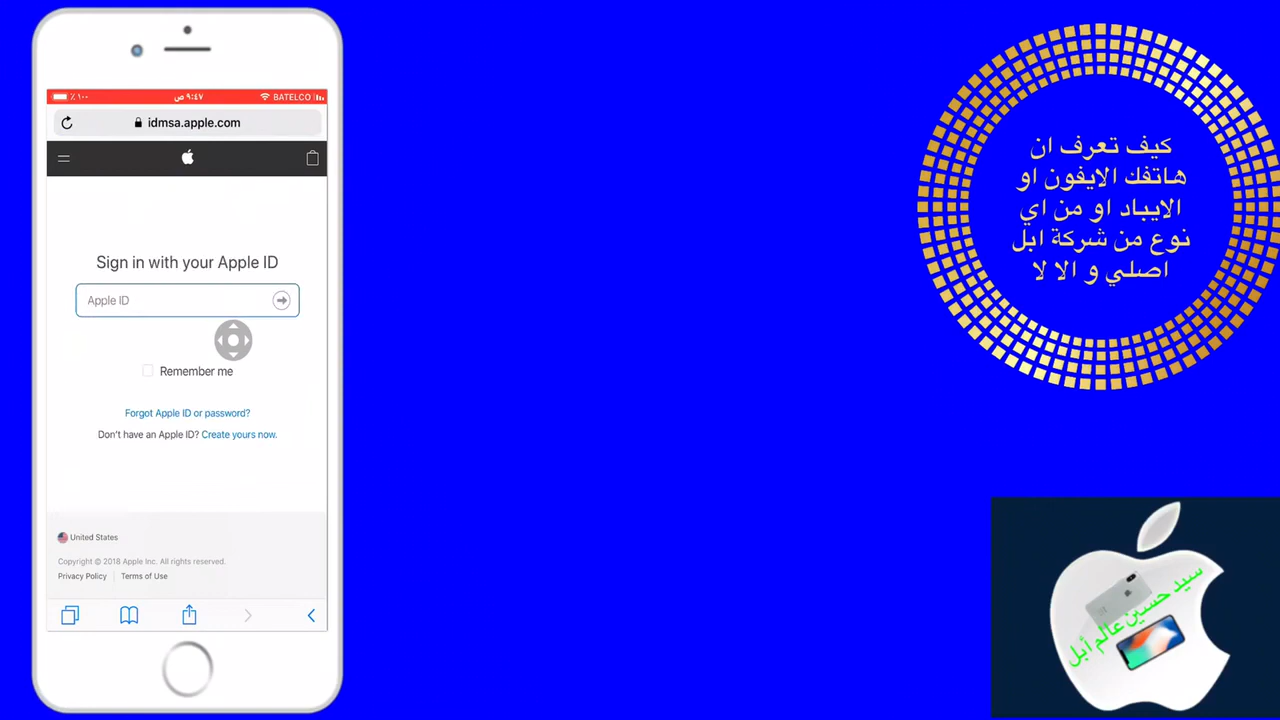 ٪١٠٠
٩:٤٧ ص
BATELCO
idmsa.apple.com
Sign in with your Apple ID
Apple ID
Remember me
Forgot Apple ID or password?
Don't have an Apple ID? Create yours now.
United States
Copyright © 2018 Apple Inc. All rights reserved.
Privacy Policy | Terms of Use
كيف تعرف ان
هاتفك الايفون او
الايباد او من اي
نوع من شركة ابل
اصلي و الا لا
سيد حسين عالم أبل